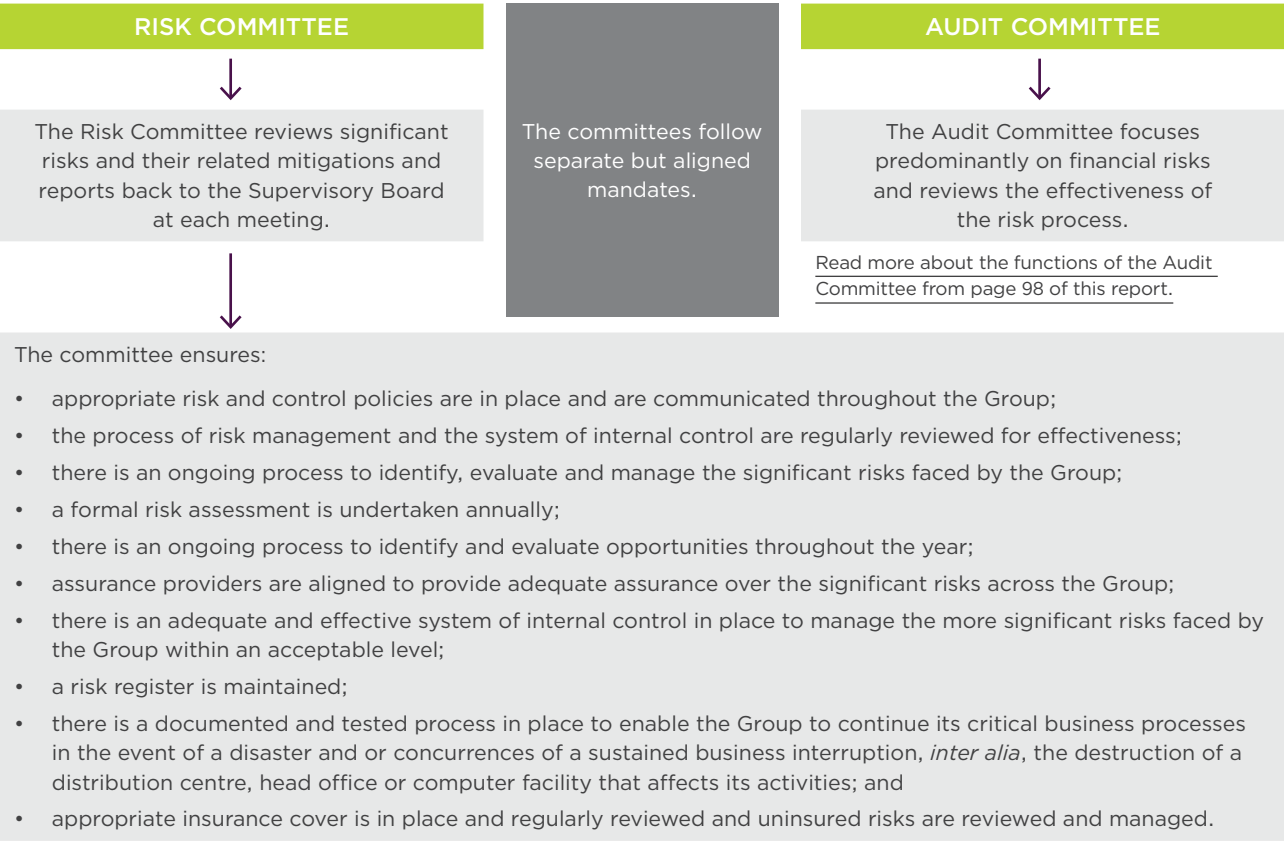 RISK COMMITTEE
The Risk Committee reviews significant
risks and their related mitigations and
reports back to the Supervisory Board
at each meeting.
The committees follow
separate but aligned
mandates.
AUDIT COMMITTEE
The Audit Committee focuses
predominantly on financial risks
and reviews the effectiveness of
the risk process.
Read more about the functions of the Audit
Committee from page 98 of this report.
The committee ensures:
• appropriate risk and control policies are in place and are communicated throughout the Group;
• the process of risk management and the system of internal control are regularly reviewed for effectiveness;
• there is an ongoing process to identify, evaluate and manage the significant risks faced by the Group;
• a formal risk assessment is undertaken annually;
• there is an ongoing process to identify and evaluate opportunities throughout the year;
• assurance providers are aligned to provide adequate assurance over the significant risks across the Group;
• there is an adequate and effective system of internal control in place to manage the more significant risks faced by
the Group within an acceptable level;
• a risk register is maintained;
• there is a documented and tested process in place to enable the Group to continue its critical business processes
in the event of a disaster and or concurrences of a sustained business interruption, inter alia, the destruction of a
distribution centre, head office or computer facility that affects its activities; and
• appropriate insurance cover is in place and regularly reviewed and uninsured risks are reviewed and managed.